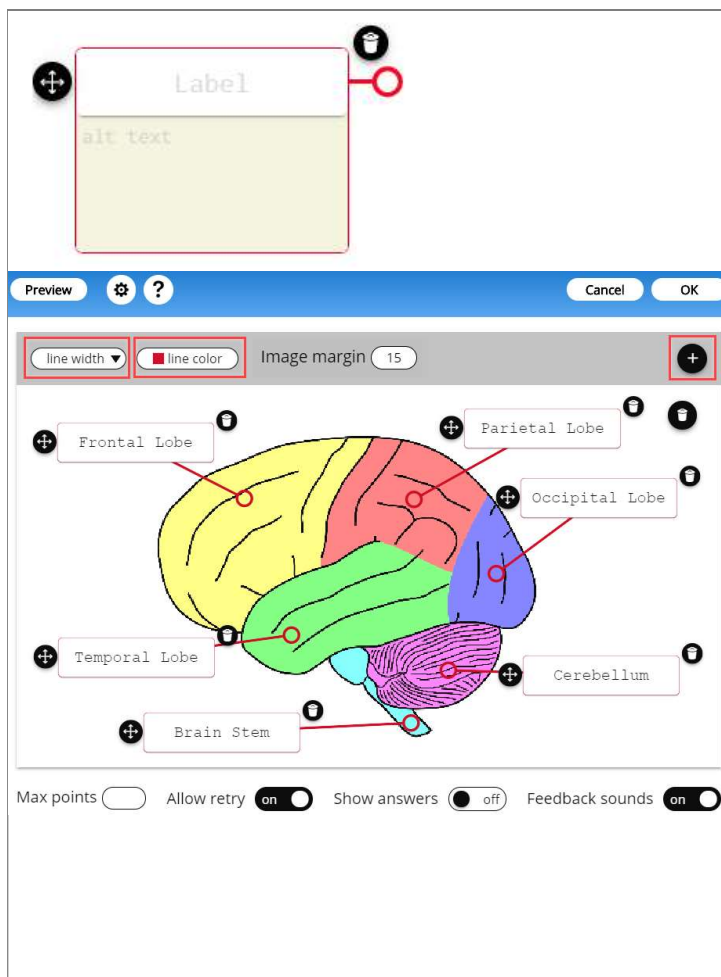 Label
alt text
Preview ? Cancel OK
line width line color Image margin 15
Frontal Lobe
Parietal Lobe
Occipital Lobe
Temporal Lobe
Cerebellum
Brain Stem
Max points Allow retry on Show answers off Feedback sounds on